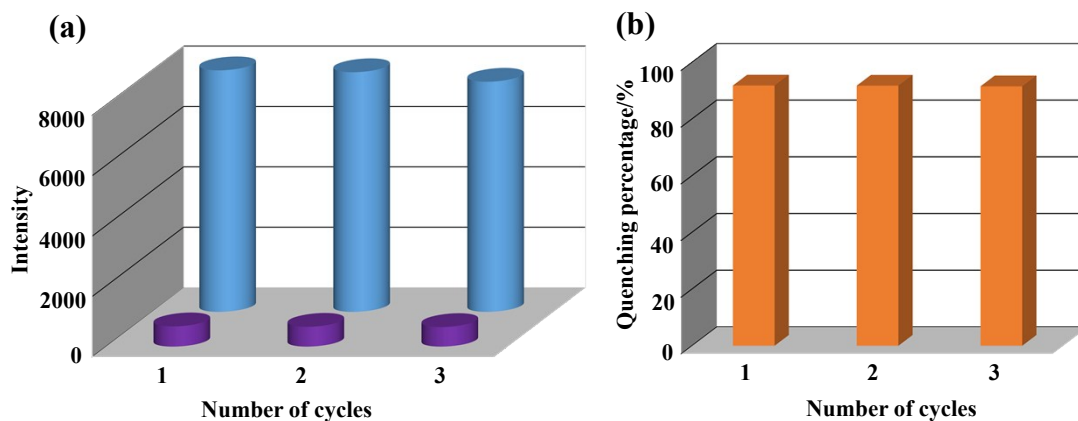 (a)
Intensity
8000
6000
4000
2000
0
1 2 3
Number of cycles
(b)
Quenching percentage/%
100
80
60
40
20
0
1 2 3
Number of cycles